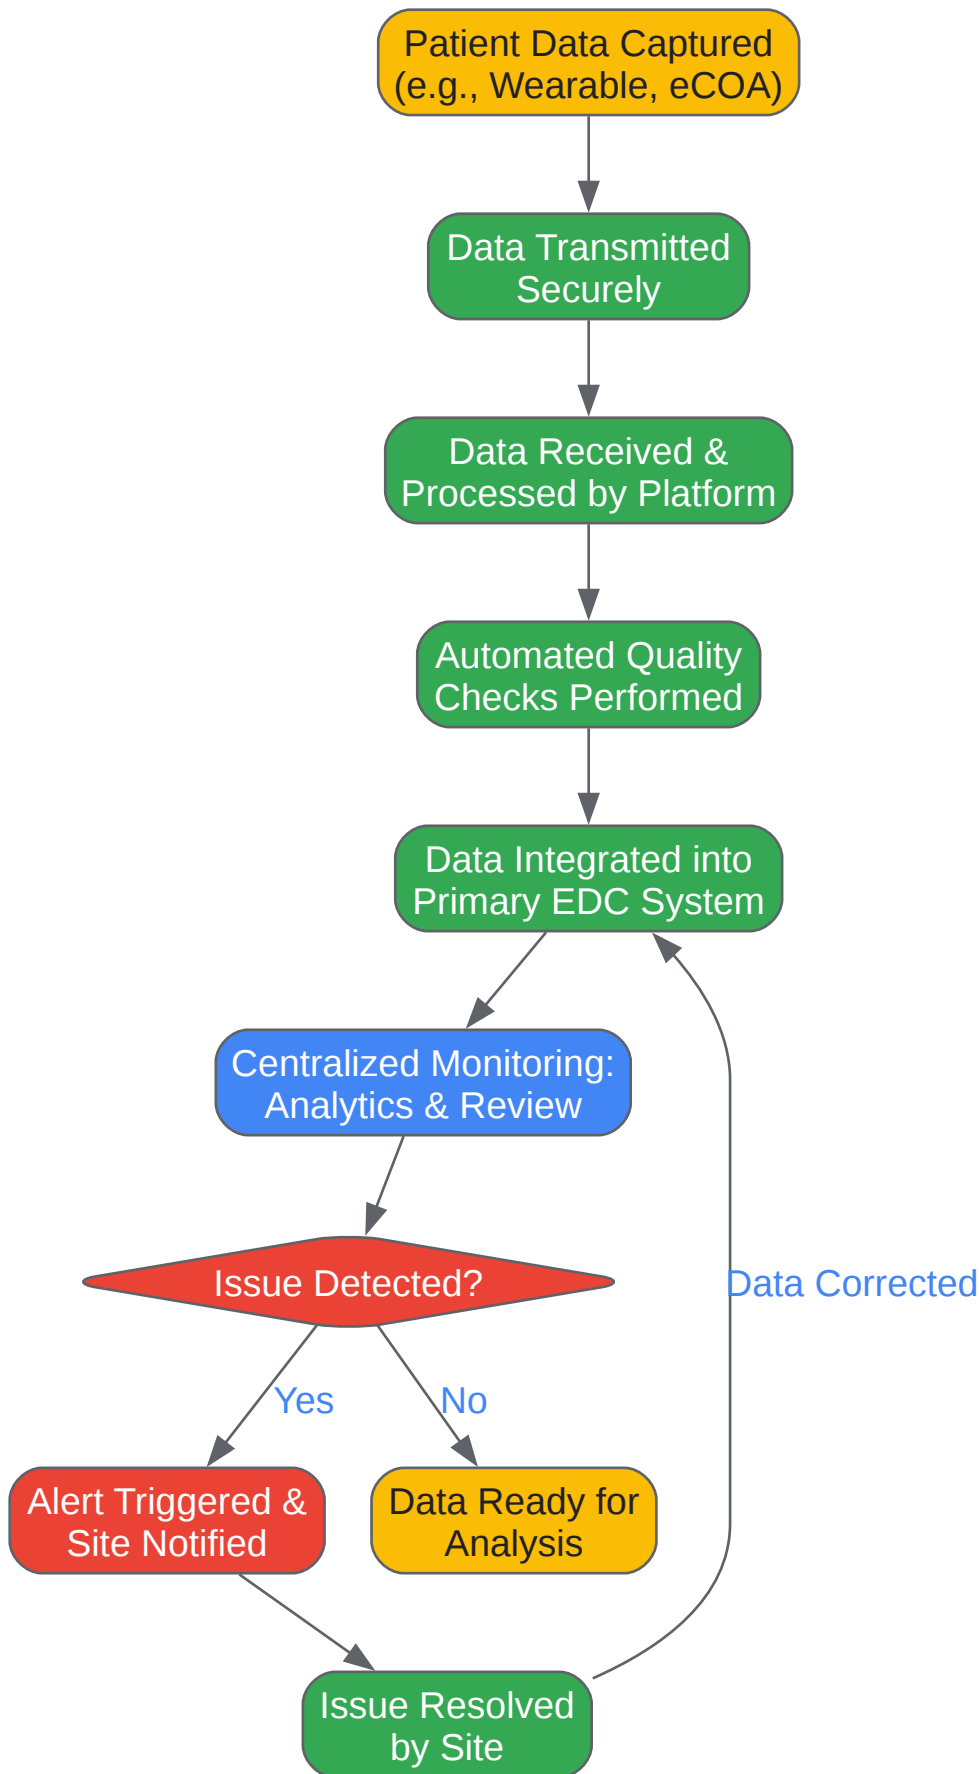 Patient Data Captured
(e.g., Wearable, eCOA)
Data Transmitted
Securely
Data Received &
Processed by Platform
Automated Quality
Checks Performed
Data Integrated into
Primary EDC System
Centralized Monitoring:
Analytics & Review
Issue Detected?
Data Corrected
Yes
No
Alert Triggered &
Site Notified
Data Ready for
Analysis
Issue Resolved
by Site